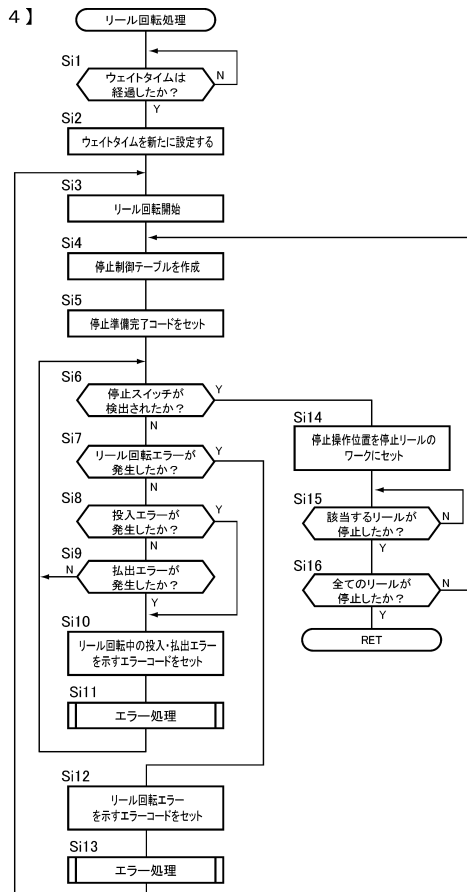 4】
リール回転処理
Si1
ウェイトタイムは
経過したか？
N
Y
Si2
ウェイトタイムを新たに設定する
Si3
リール回転開始
Si4
停止制御テーブルを作成
Si5
停止準備完了コードをセット
Si6
停止スイッチが
検出されたか？
Y
N
Si7
リール回転エラーが
発生したか？
Y
N
Si8
投入エラーが
発生したか？
Y
N
Si9
払出エラーが
発生したか？
N
Y
Si10
リール回転中の投入・払出エラー
を示すエラーコードをセット
Si11
エラー処理
Si12
リール回転エラー
を示すエラーコードをセット
Si13
エラー処理
Si14
停止操作位置を停止リールの
ワークにセット
Si15
該当するリールが
停止したか？
N
Y
Si16
全てのリールが
停止したか？
N
Y
RET